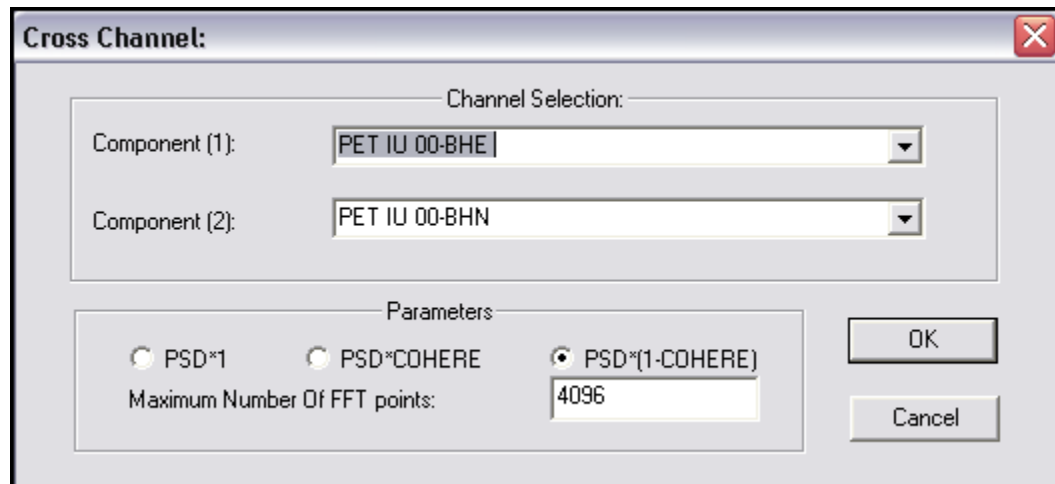 Cross Channel:
Channel Selection:
Component (1): PET IU 00-BHE
Component (2): PET IU 00-BHN
Parameters
PSD*1 PSD*COHERE PSD*(1-COHERE)
Maximum Number Of FFT points: 4096
OK
Cancel